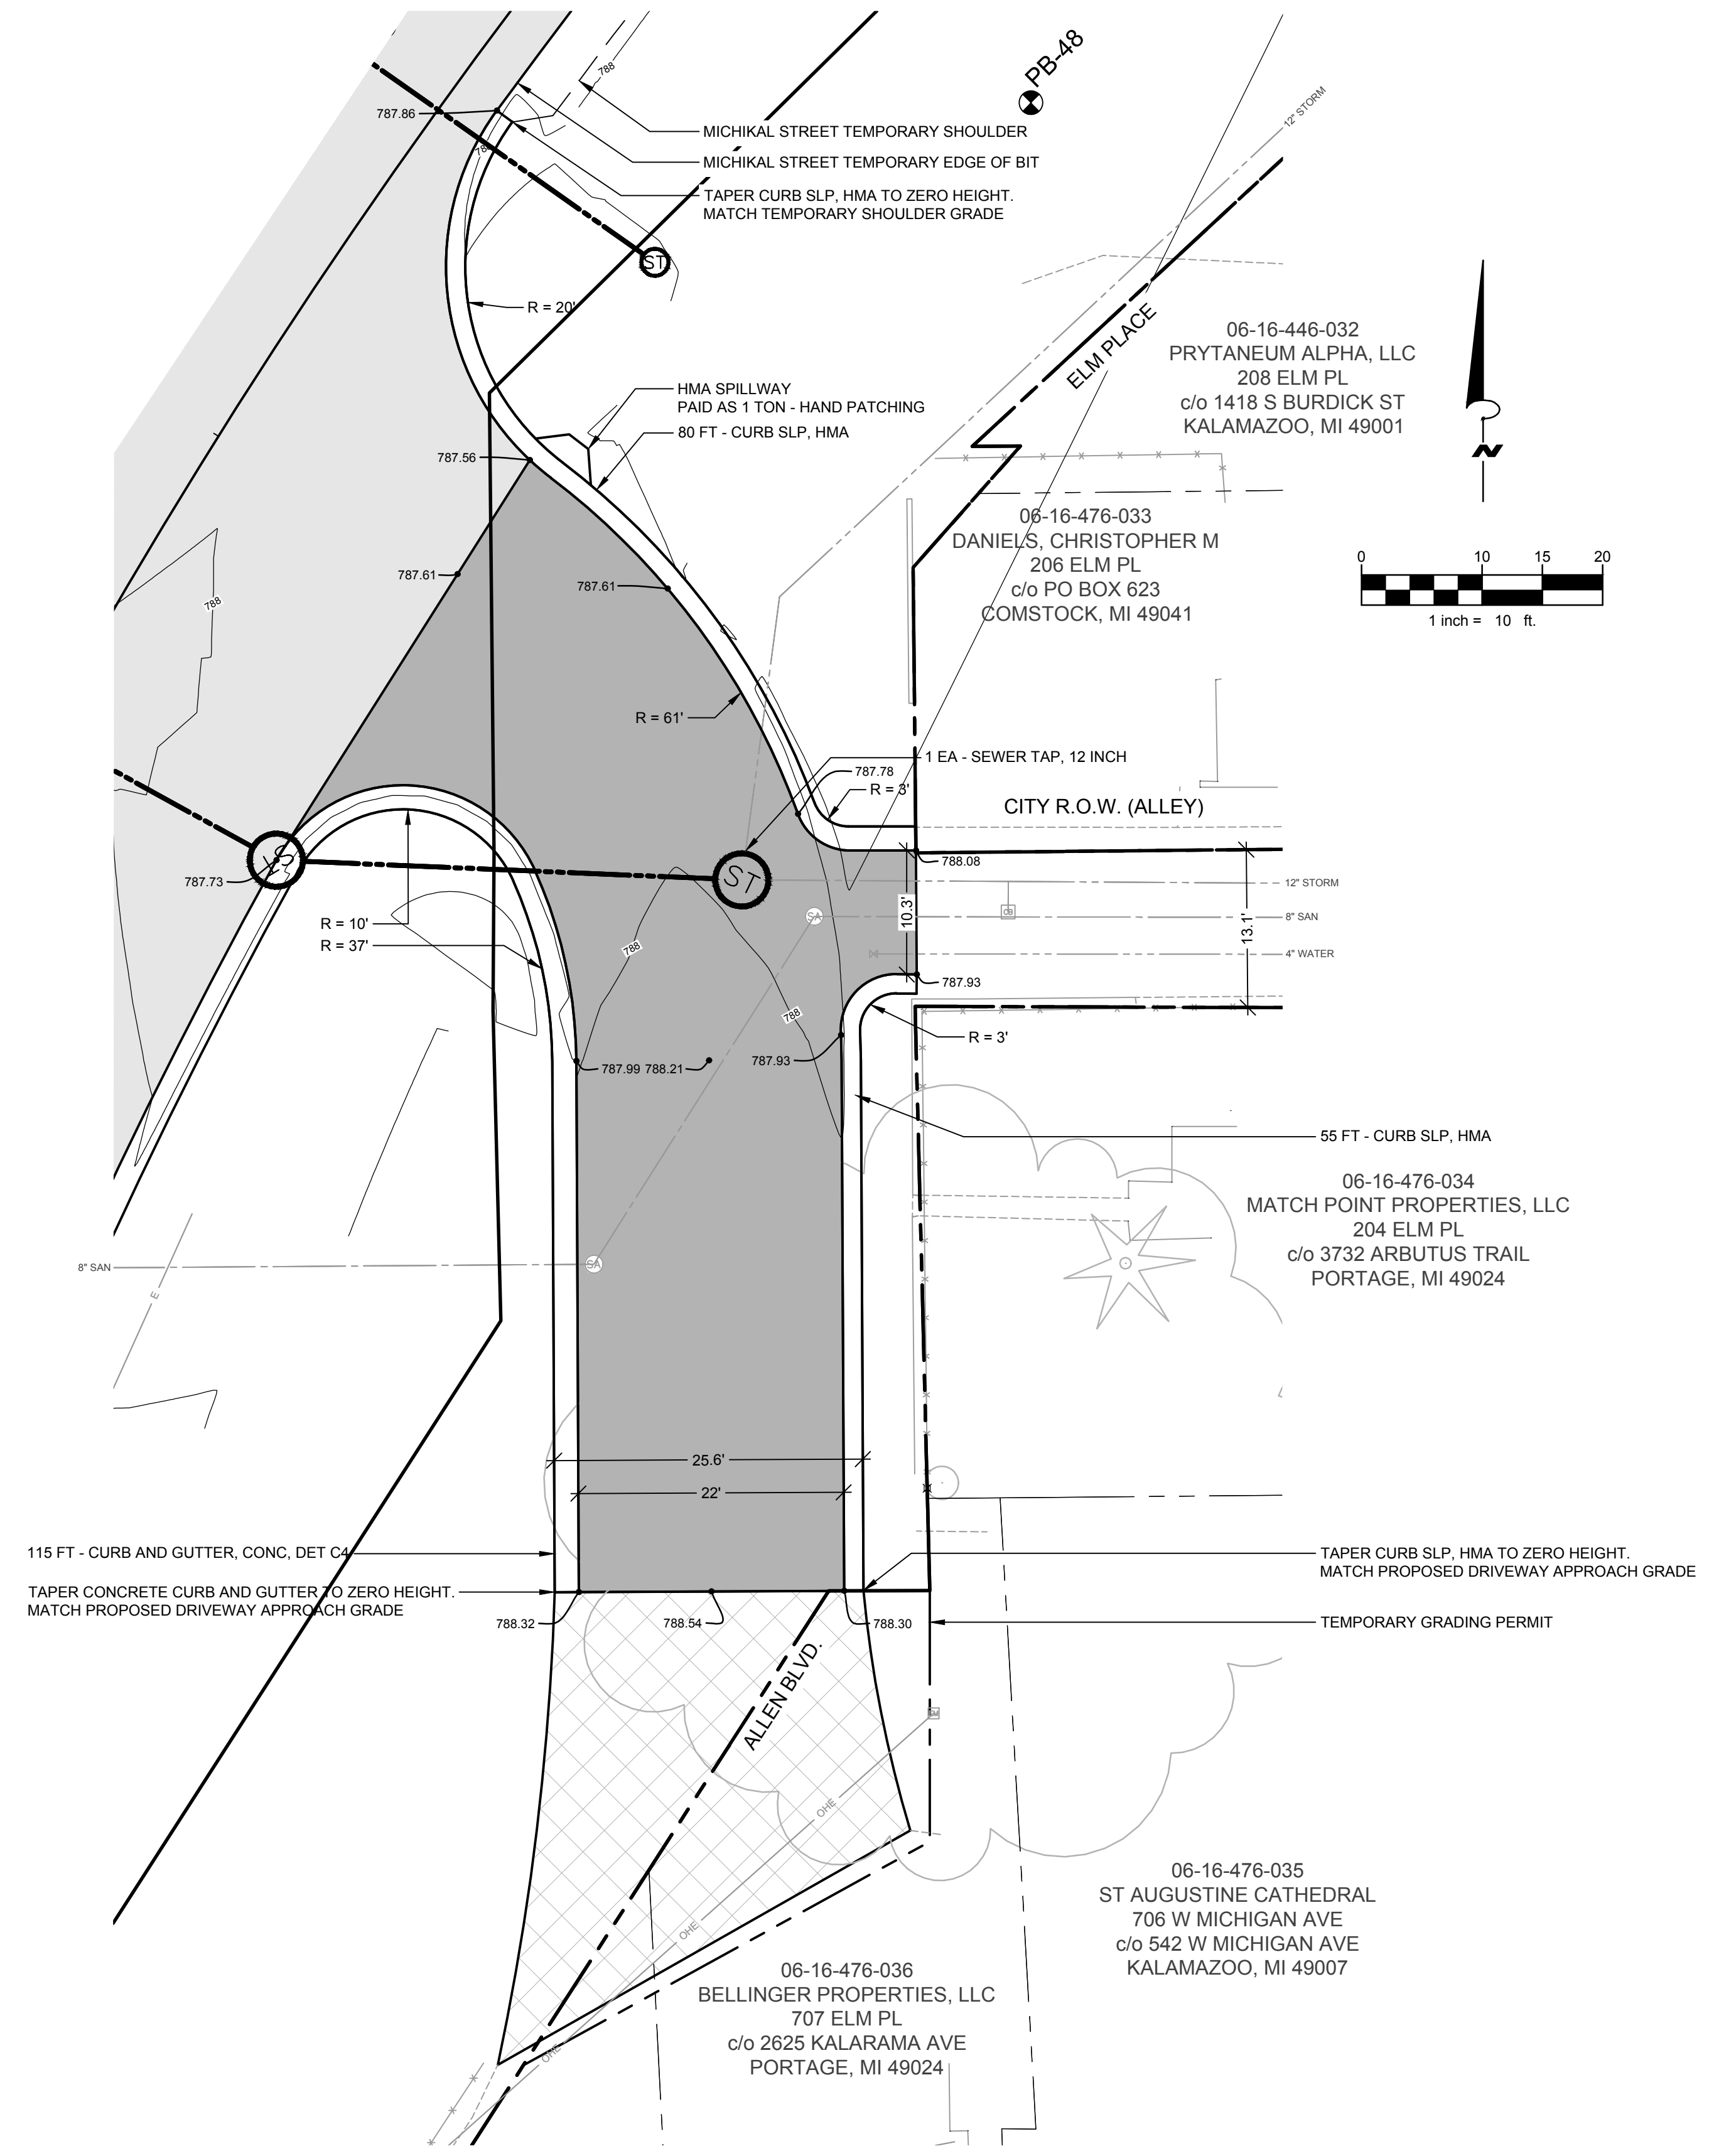 PB-48
12" STORM
788
787.86
78
MICHIKAL STREET TEMPORARY SHOULDER
MICHIKAL STREET TEMPORARY EDGE OF BIT
TAPER CURB SLP, HMA TO ZERO HEIGHT.
MATCH TEMPORARY SHOULDER GRADE
ST
R = 20'
ELM PLACE
06-16-446-032
PRYTANEUM ALPHA, LLC
208 ELM PL
c/o 1418 S BURDICK ST
KALAMAZOO, MI 49001
N
HMA SPILLWAY
PAID AS 1 TON - HAND PATCHING
80 FT - CURB SLP, HMA
787.56
06-16-476-033
DANIELS, CHRISTOPHER M
206 ELM PL
c/o PO BOX 623
COMSTOCK, MI 49041
0 10 15 20
1 inch = 10 ft.
787.61
787.61
788
R = 61'
1 EA - SEWER TAP, 12 INCH
787.78
R = 3'
CITY R.O.W. (ALLEY)
788.08
ST
787.73
ST
12" STORM
CB
8" SAN
SA
10.3'
13.1'
R = 10'
R = 37'
788
4" WATER
787.93
788
R = 3'
787.99 788.21
787.93
55 FT - CURB SLP, HMA
06-16-476-034
MATCH POINT PROPERTIES, LLC
204 ELM PL
c/o 3732 ARBUTUS TRAIL
PORTAGE, MI 49024
8" SAN
SA
E
25.6'
22'
115 FT - CURB AND GUTTER, CONC, DET C4
TAPER CURB SLP, HMA TO ZERO HEIGHT.
MATCH PROPOSED DRIVEWAY APPROACH GRADE
TAPER CONCRETE CURB AND GUTTER TO ZERO HEIGHT.
MATCH PROPOSED DRIVEWAY APPROACH GRADE
788.32
788.54
788.30
TEMPORARY GRADING PERMIT
ALLEN BLVD.
OHE
OHE
OHE
06-16-476-035
ST AUGUSTINE CATHEDRAL
706 W MICHIGAN AVE
c/o 542 W MICHIGAN AVE
KALAMAZOO, MI 49007
06-16-476-036
BELLINGER PROPERTIES, LLC
707 ELM PL
c/o 2625 KALARAMA AVE
PORTAGE, MI 49024